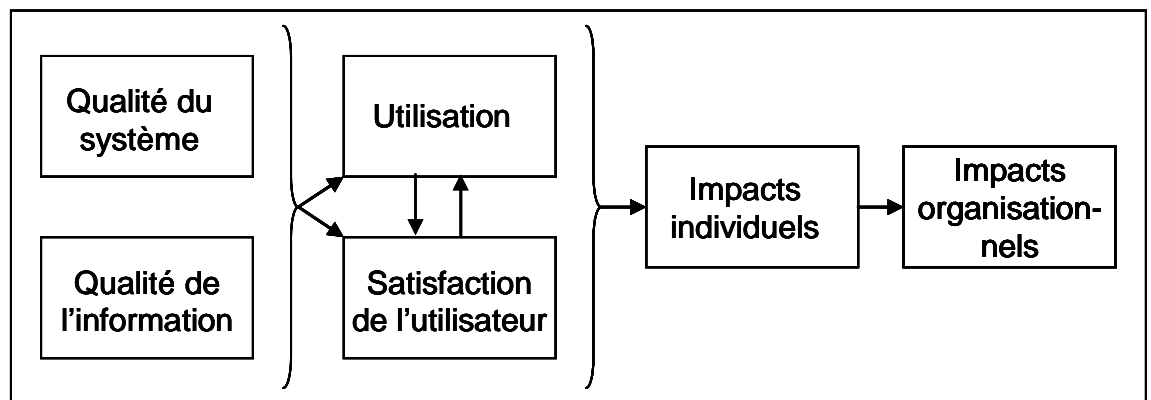 Qualité du
système
Qualité de
l’information
Utilisation
Satisfaction
de l’utilisateur
Impacts
individuels
Impacts
organisation-
nels